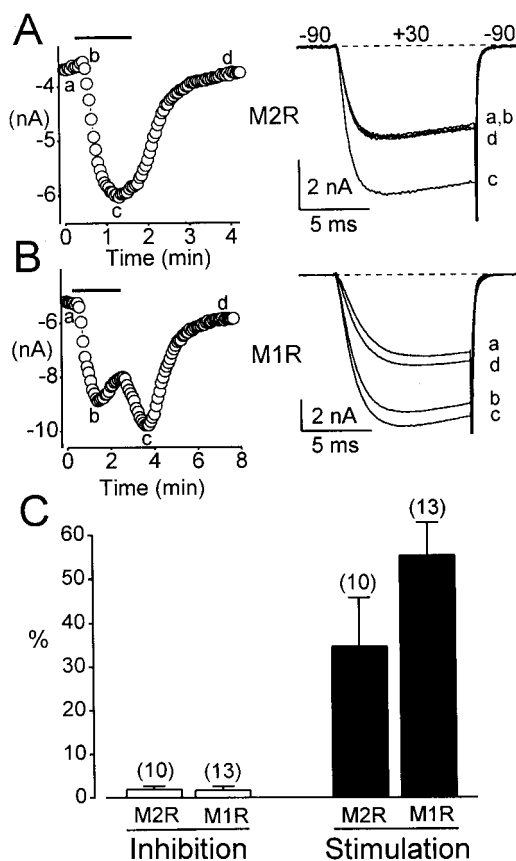 A
-4
(nA)
-5
-6
a
b
c
d
0 1 2 3 4
Time (min)
M2R
-90 +30 -90
a,b
d
c
2 nA
5 ms
B
-6
(nA)
-8
-10
a
b
c
d
0 2 4 6 8
Time (min)
M1R
a
d
b
c
2 nA
5 ms
C
60
50
40
%
30
20
10
0
(10) (13)
(10) (13)
M2R M1R
Inhibition
M2R M1R
Stimulation